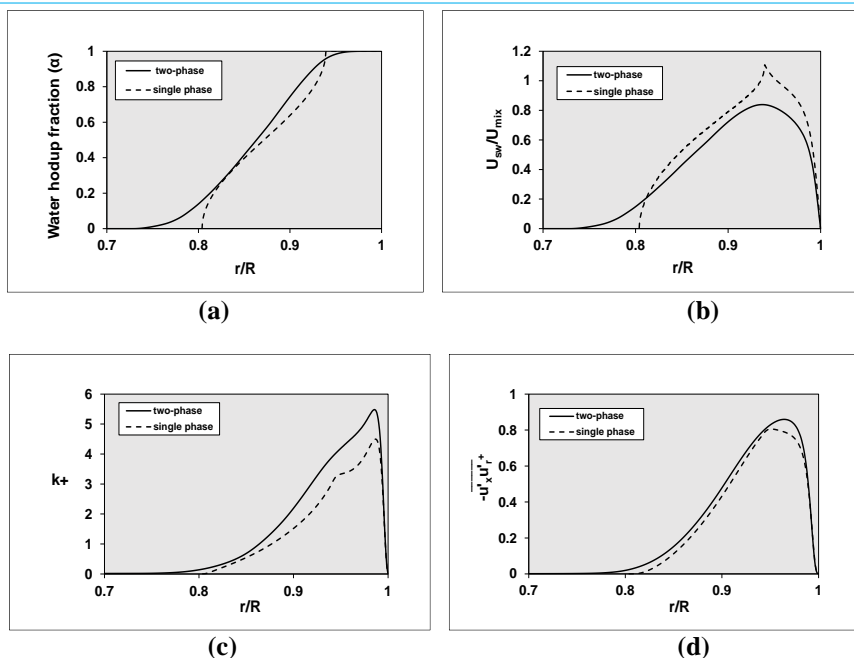 Water hodup fraction (α)
1
0.8
0.6
0.4
0.2
0
two-phase
single phase
0.7 0.8 0.9 1
r/R
(a)
U_sw/U_mix
1.2
1
0.8
0.6
0.4
0.2
0
two-phase
single phase
0.7 0.8 0.9 1
r/R
(b)
k+
6
5
4
3
2
1
0
two-phase
single phase
0.7 0.8 0.9 1
r/R
(c)
-u'_xu'_r+
1
0.8
0.6
0.4
0.2
0
two-phase
single phase
0.7 0.8 0.9 1
r/R
(d)